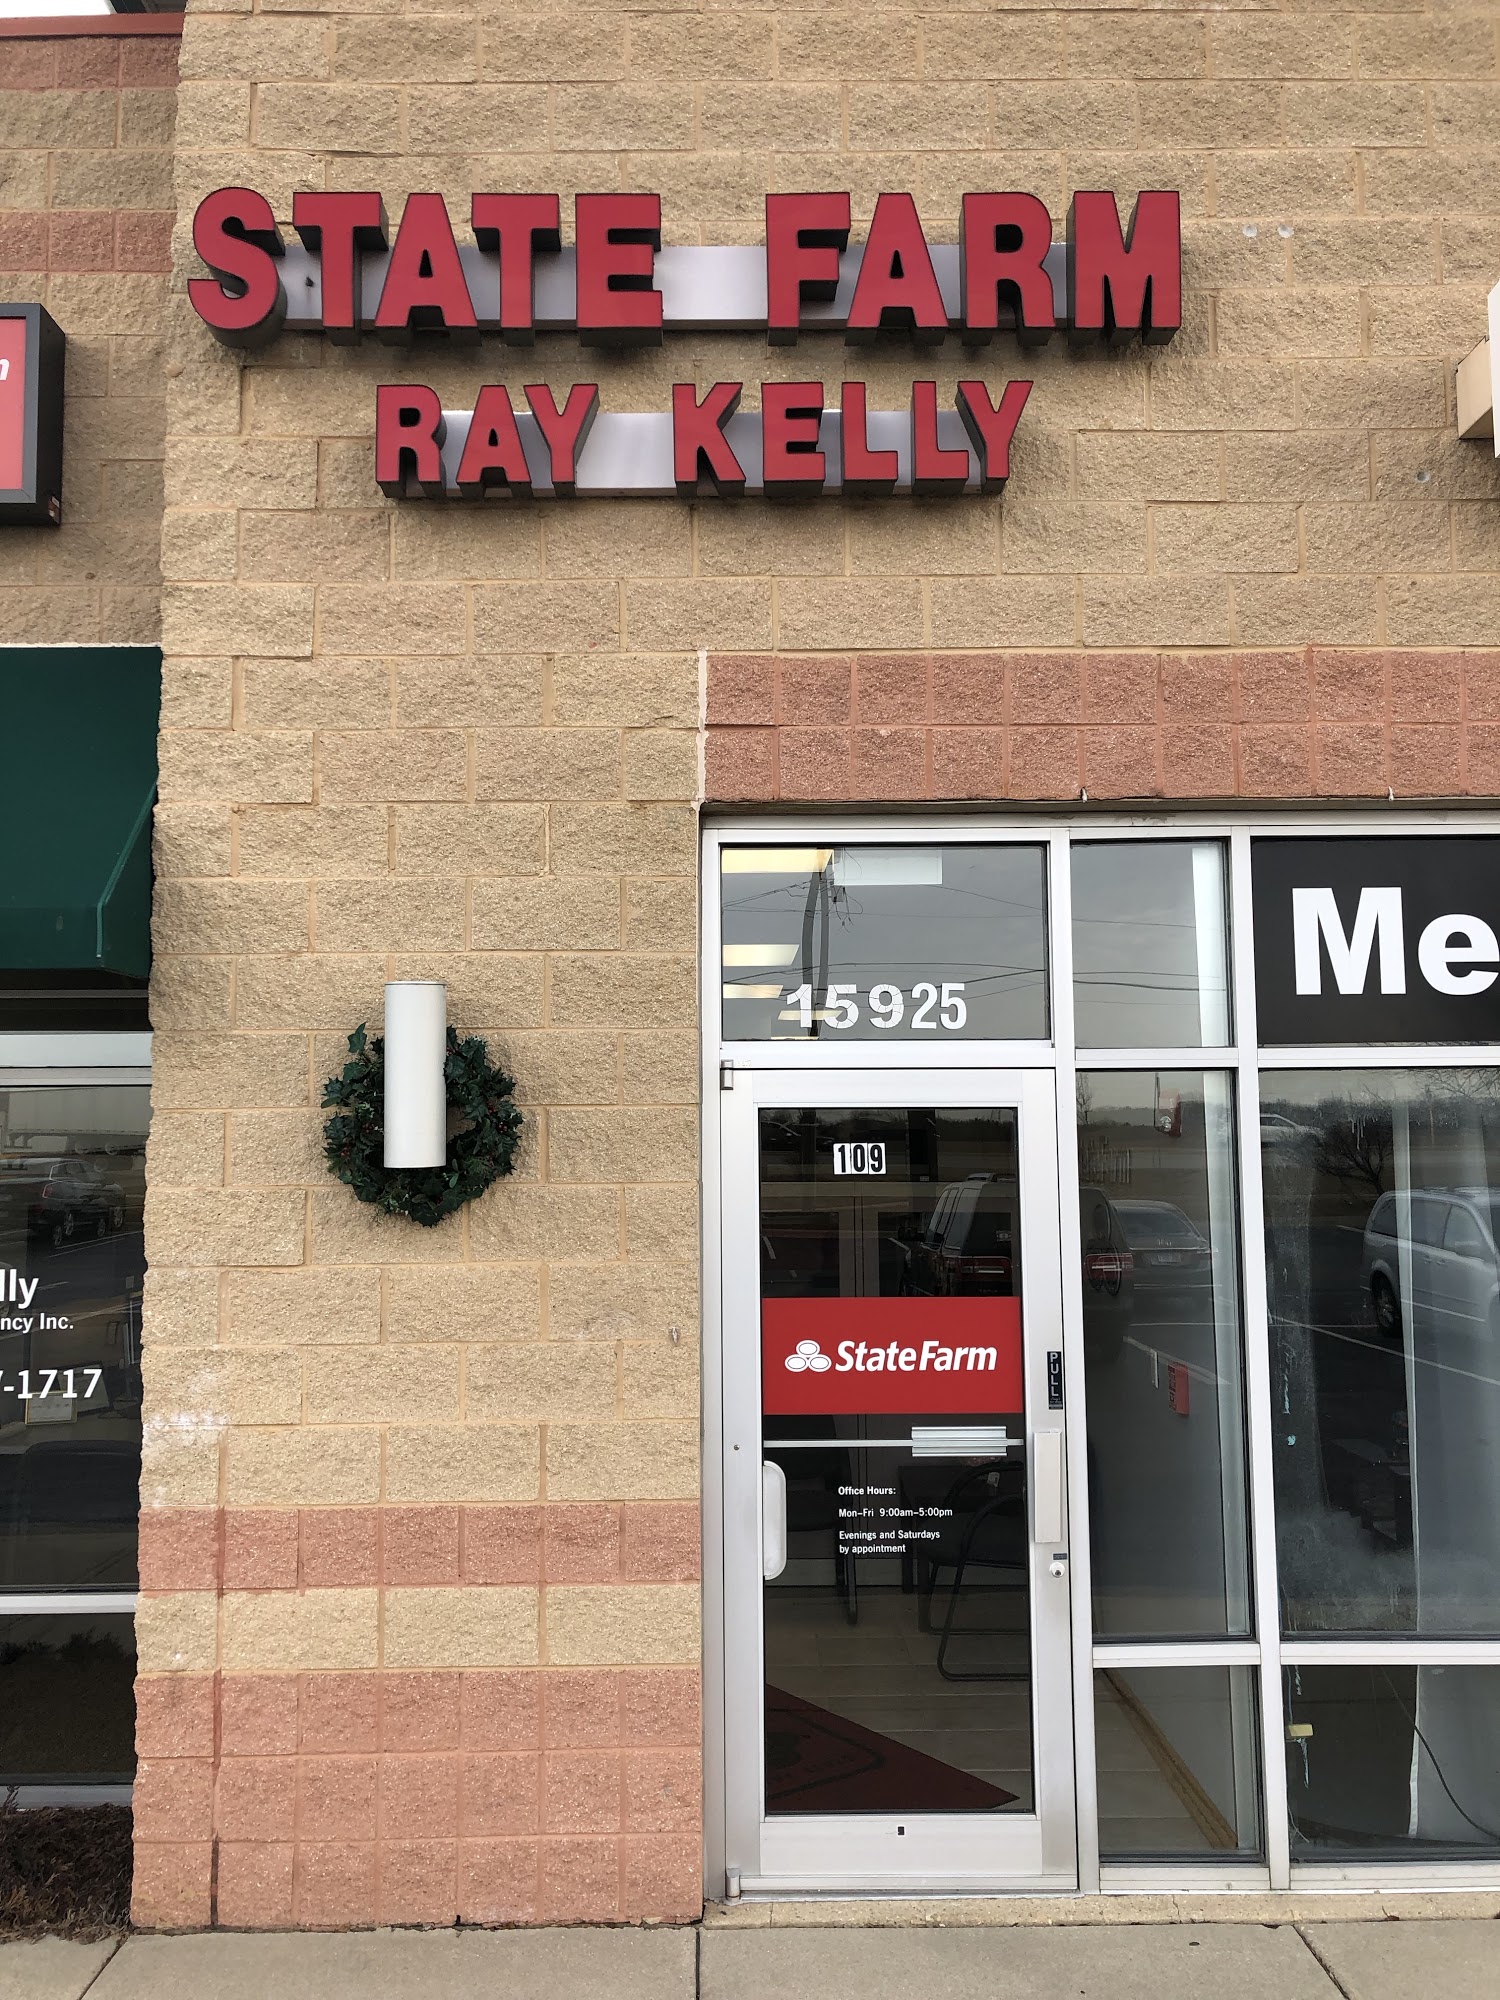 STATE FARM
RAY KELLY
15925
Me
109
StateFarm
PULL
Office Hours:
Mon–Fri 9:00am–5:00pm
Evenings and Saturdays
by appointment
lly
ncy Inc.
-1717